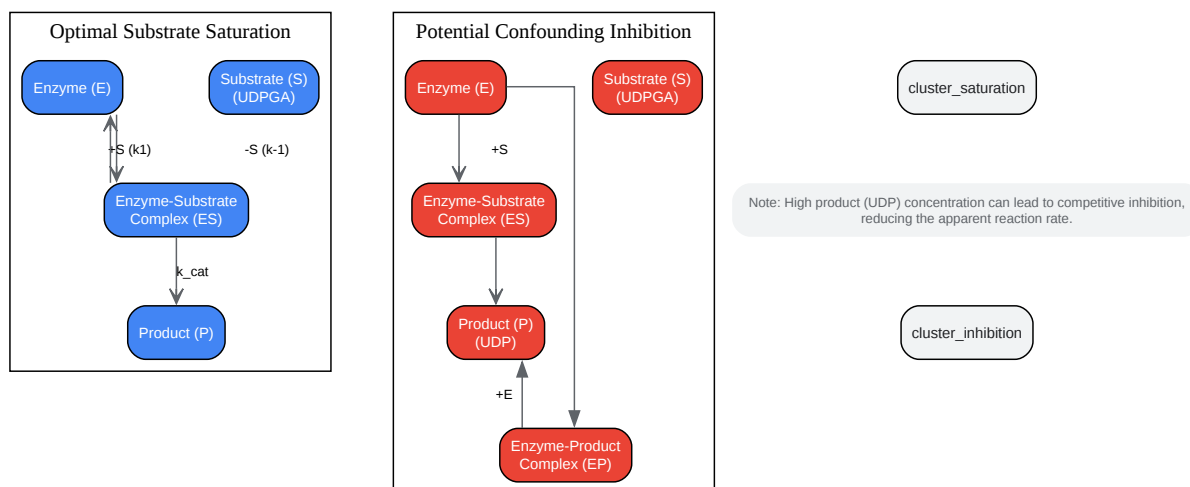 Optimal Substrate Saturation
Enzyme (E)
Substrate (S)
(UDPGA)
+S (k1)
-S (k-1)
Enzyme-Substrate
Complex (ES)
k_cat
Product (P)
Potential Confounding Inhibition
Enzyme (E)
Substrate (S)
(UDPGA)
+S
Enzyme-Substrate
Complex (ES)
Product (P)
(UDP)
+E
Enzyme-Product
Complex (EP)
cluster_saturation
Note: High product (UDP) concentration can lead to competitive inhibition,
reducing the apparent reaction rate.
cluster_inhibition